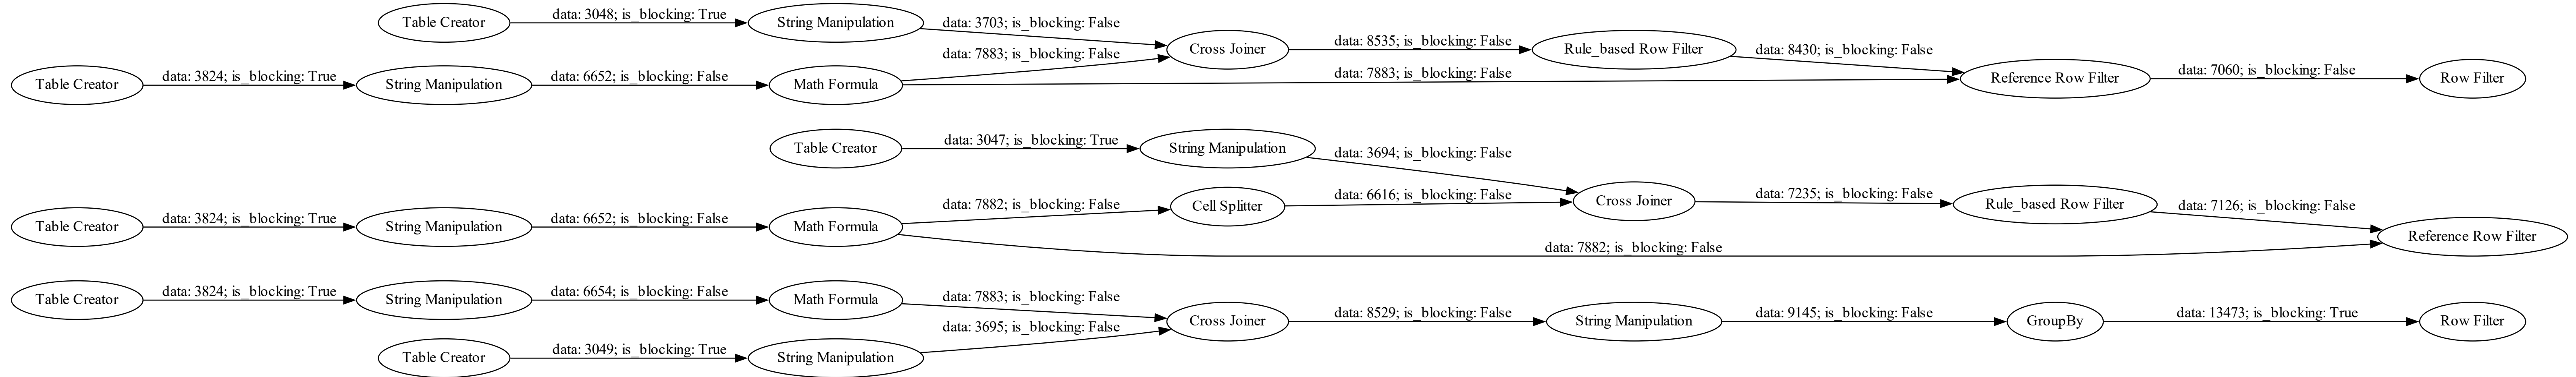 Table Creator
data: 3048; is_blocking: True
String Manipulation
data: 3703; is_blocking: False
Table Creator
data: 3824; is_blocking: True
String Manipulation
data: 6652; is_blocking: False
Math Formula
data: 7883; is_blocking: False
Cross Joiner
data: 8535; is_blocking: False
Rule_based Row Filter
data: 8430; is_blocking: False
data: 7883; is_blocking: False
Reference Row Filter
data: 7060; is_blocking: False
Row Filter
Table Creator
data: 3047; is_blocking: True
String Manipulation
data: 3694; is_blocking: False
Table Creator
data: 3824; is_blocking: True
String Manipulation
data: 6652; is_blocking: False
Math Formula
data: 7882; is_blocking: False
Cell Splitter
data: 6616; is_blocking: False
Cross Joiner
data: 7235; is_blocking: False
Rule_based Row Filter
data: 7126; is_blocking: False
data: 7882; is_blocking: False
Reference Row Filter
Table Creator
data: 3824; is_blocking: True
String Manipulation
data: 6654; is_blocking: False
Math Formula
data: 7883; is_blocking: False
Table Creator
data: 3049; is_blocking: True
String Manipulation
data: 3695; is_blocking: False
Cross Joiner
data: 8529; is_blocking: False
String Manipulation
data: 9145; is_blocking: False
GroupBy
data: 13473; is_blocking: True
Row Filter